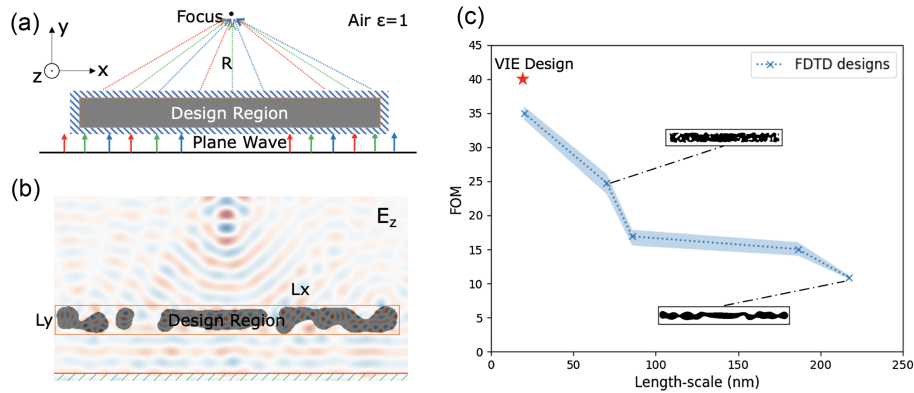 (a)
Focus
Air ε=1
y
x
z
R
Design Region
Plane Wave
(b)
E_z
Lx
Ly
Design Region
(c)
VIE Design
FDTD designs
FOM
45
40
35
30
25
20
15
10
5
0
0 50 100 150 200 250
Length-scale (nm)